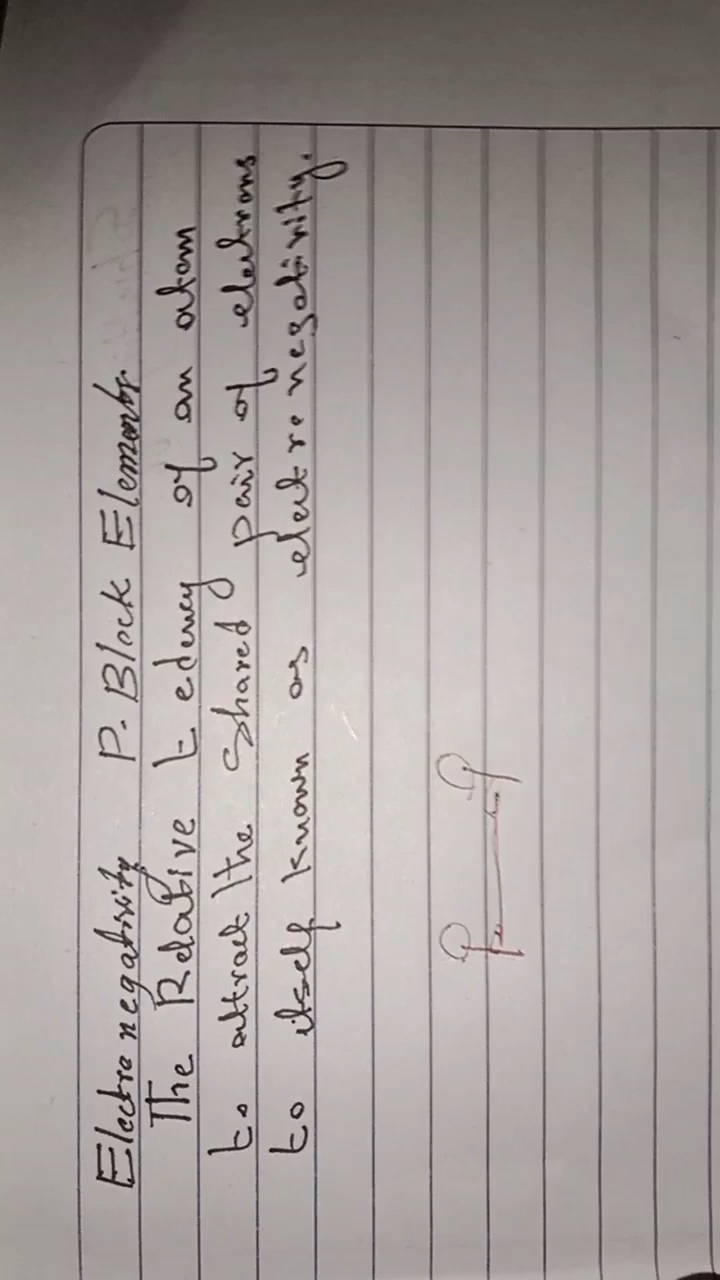 Electronegativity P. Block Elements
The Relative tedency of an atom
to attract the shared pair of electrons
to itself known as electronegativity.